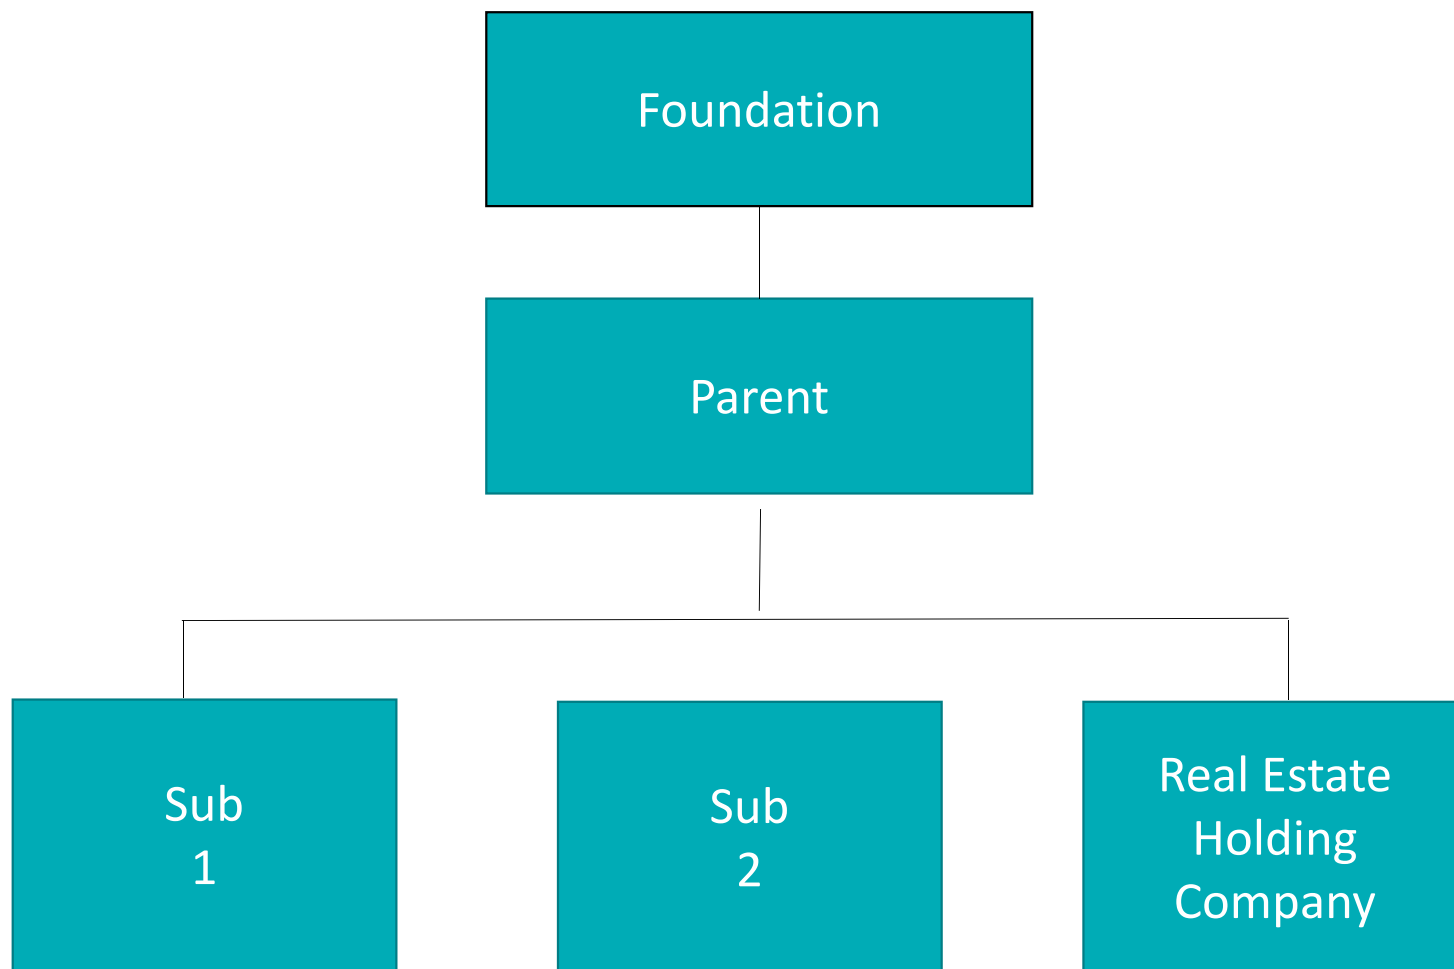 Foundation
Parent
Sub
1
Sub
2
Real Estate
Holding
Company